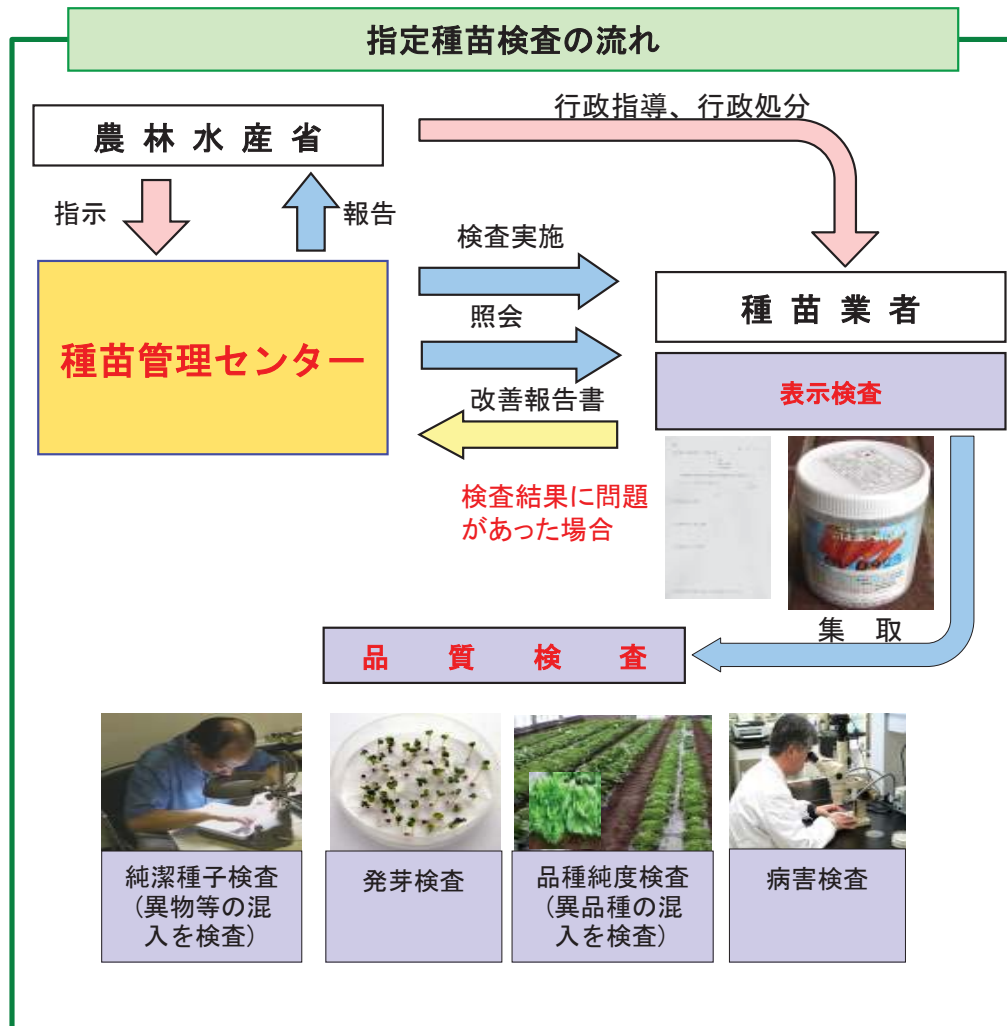 指定種苗検査の流れ
行政指導、行政処分
農林水産省
指示
報告
検査実施
種苗業者
照会
種苗管理センター
表示検査
改善報告書
検査結果に問題
があった場合
集取
品質検査
純潔種子検査
(異物等の混
入を検査)
発芽検査
品種純度検査
(異品種の混
入を検査)
病害検査